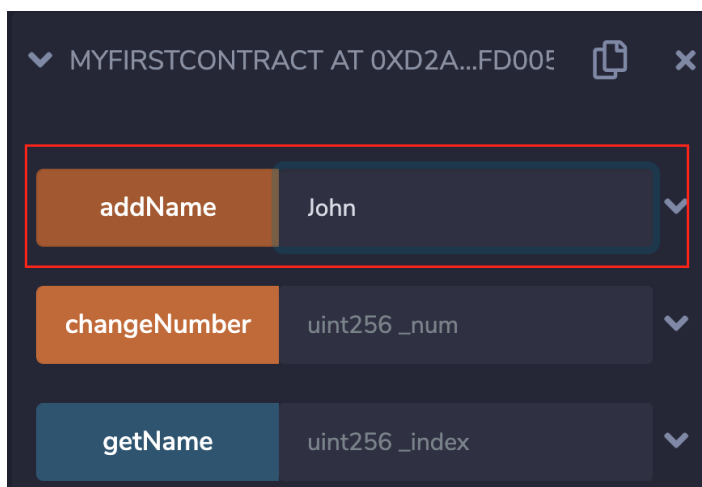 MYFIRSTCONTRACT AT 0XD2A...FD005
addName John
changeNumber uint256 _num
getName uint256 _index